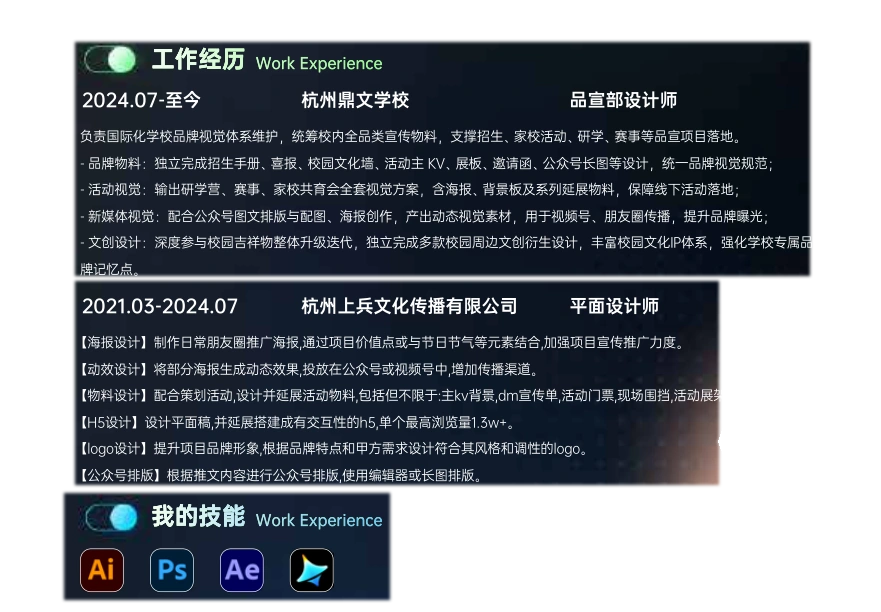 工作经历 Work Experience
2024.07-至今 杭州鼎文学校 品宣部设计师
负责国际化学校品牌视觉体系维护，统筹校内全品类宣传物料，支撑招生、家校活动、研学、赛事等品宣项目落地。
- 品牌物料：独立完成招生手册、喜报、校园文化墙、活动主 KV、展板、邀请函、公众号长图等设计，统一品牌视觉规范；
- 活动视觉：输出研学营、赛事、家校共育会全套视觉方案，含海报、背景板及系列延展物料，保障线下活动落地；
- 新媒体视觉：配合公众号图文排版与配图、海报创作，产出动态视觉素材，用于视频号、朋友圈传播，提升品牌曝光；
- 文创设计：深度参与校园吉祥物整体升级迭代，独立完成多款校园周边文创衍生设计，丰富校园文化IP体系，强化学校专属品
牌记忆点。
2021.03-2024.07 杭州上兵文化传播有限公司 平面设计师
【海报设计】制作日常朋友圈推广海报,通过项目价值点或与节日节气等元素结合,加强项目宣传推广力度。
【动效设计】将部分海报生成动态效果,投放在公众号或视频号中,增加传播渠道。
【物料设计】配合策划活动,设计并延展活动物料,包括但不限于:主kv背景,dm宣传单,活动门票,现场围挡,活动展架
【H5设计】设计平面稿,并延展搭建成有交互性的h5,单个最高浏览量1.3w+。
【logo设计】提升项目品牌形象,根据品牌特点和甲方需求设计符合其风格和调性的logo。
【公众号排版】根据推文内容进行公众号排版,使用编辑器或长图排版。
我的技能 Work Experience
Ai Ps Ae